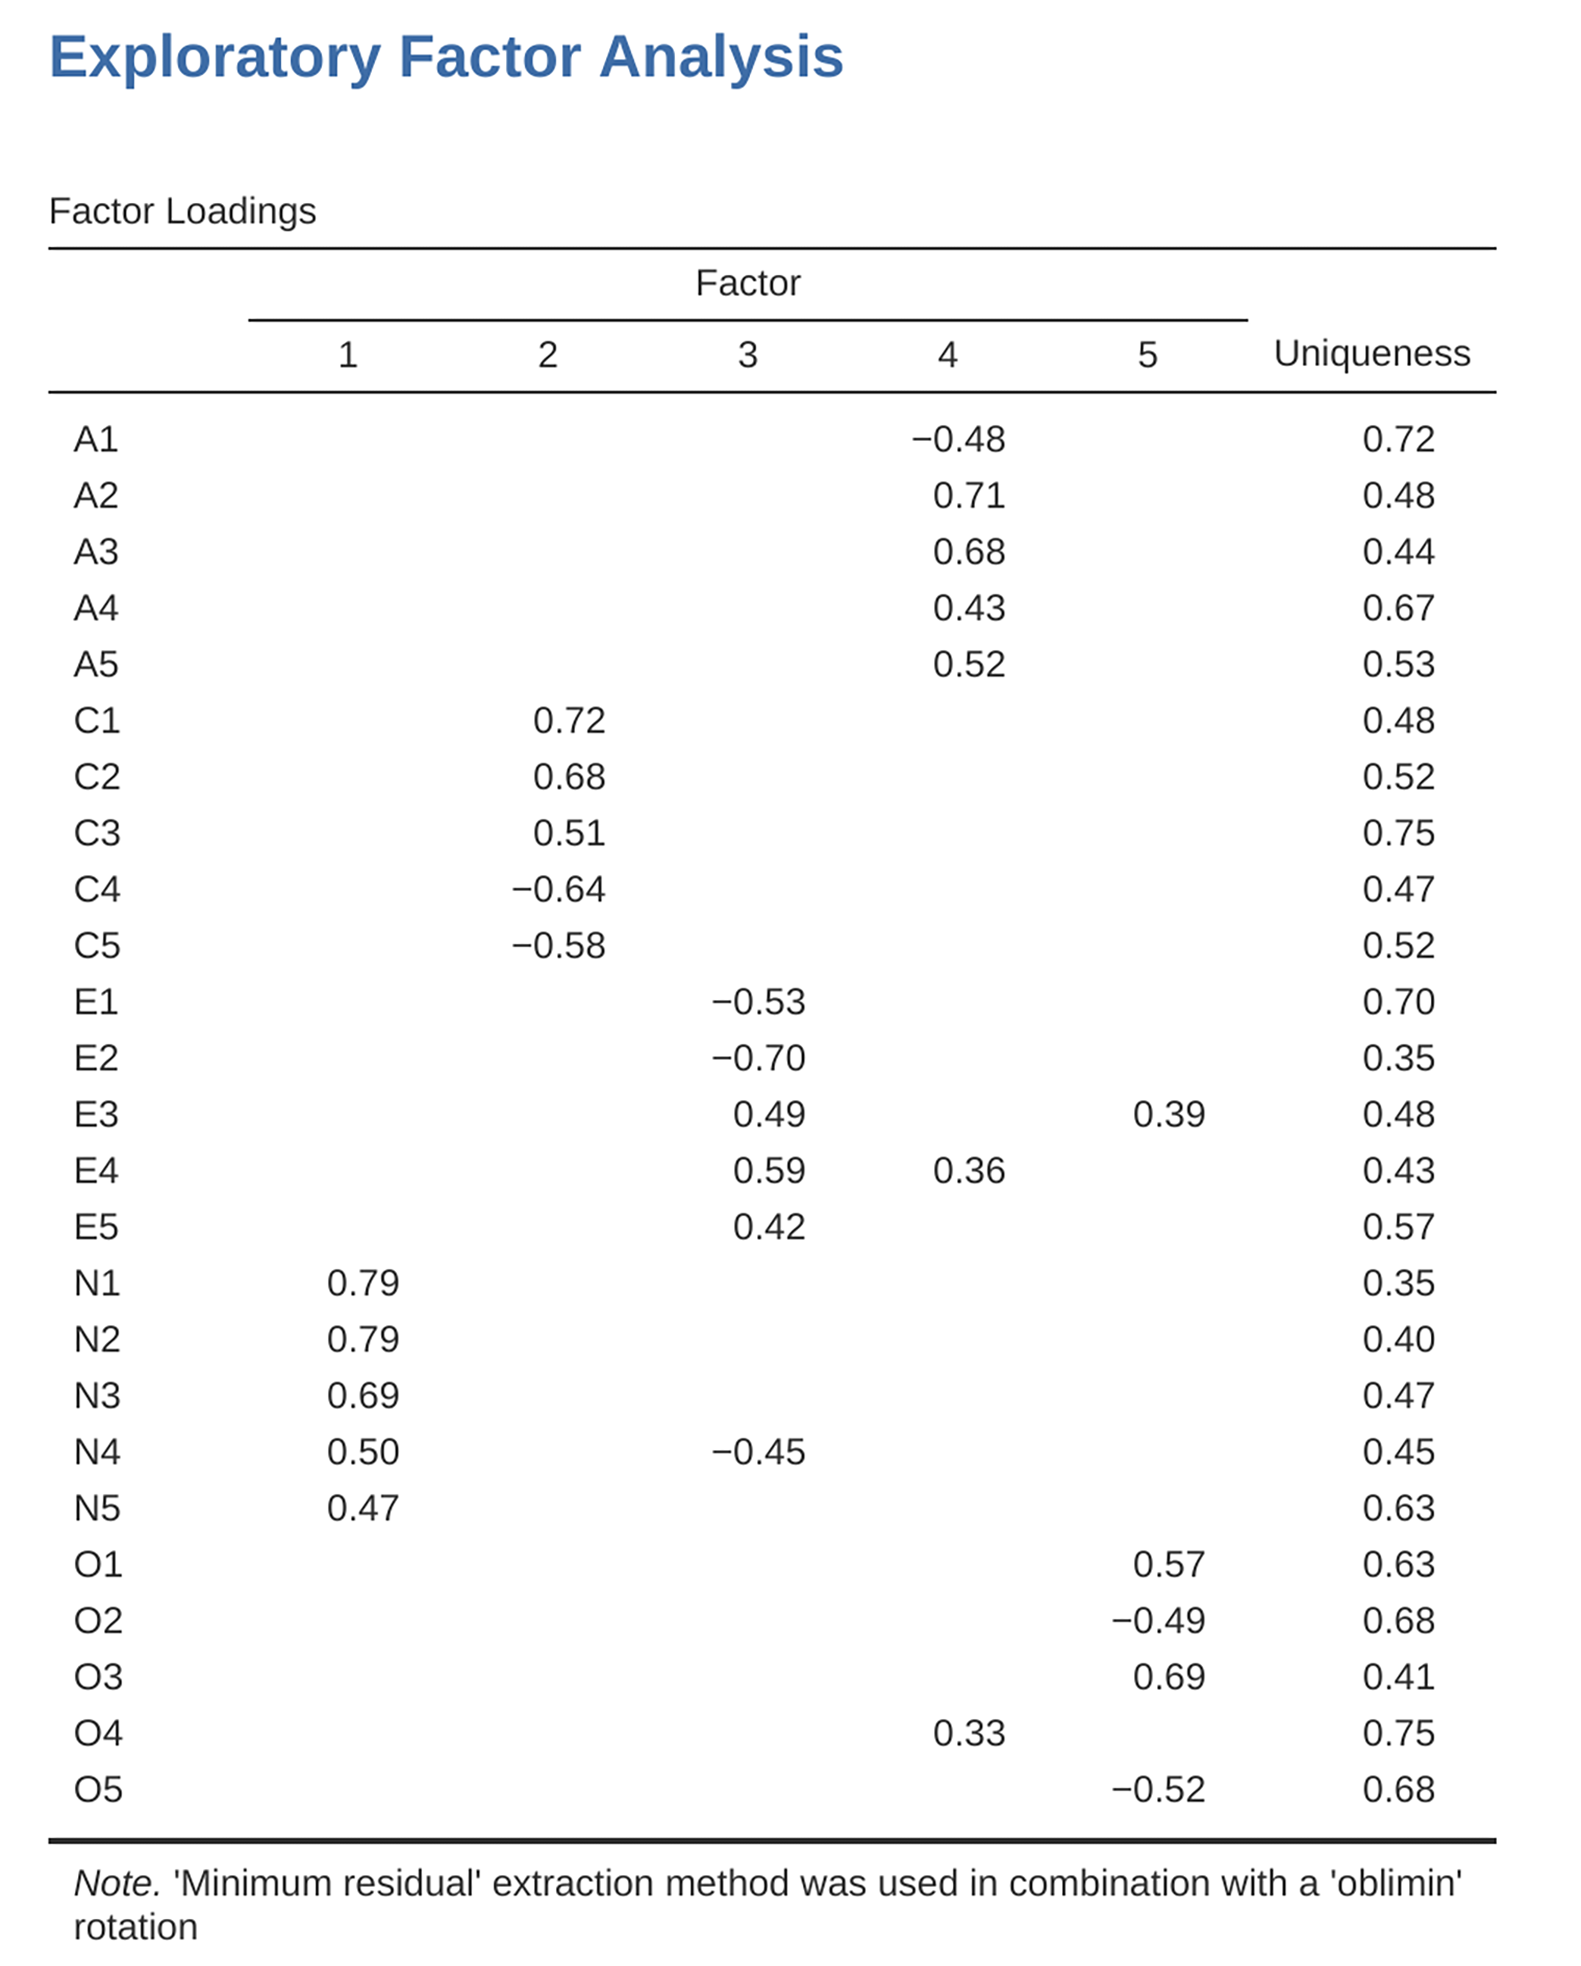 Exploratory Factor Analysis
Factor Loadings
Factor
1 2 3 4 5 Uniqueness
A1 −0.48 0.72
A2 0.71 0.48
A3 0.68 0.44
A4 0.43 0.67
A5 0.52 0.53
C1 0.72 0.48
C2 0.68 0.52
C3 0.51 0.75
C4 −0.64 0.47
C5 −0.58 0.52
E1 −0.53 0.70
E2 −0.70 0.35
E3 0.49 0.39 0.48
E4 0.59 0.36 0.43
E5 0.42 0.57
N1 0.79 0.35
N2 0.79 0.40
N3 0.69 0.47
N4 0.50 −0.45 0.45
N5 0.47 0.63
O1 0.57 0.63
O2 −0.49 0.68
O3 0.69 0.41
O4 0.33 0.75
O5 −0.52 0.68
Note. 'Minimum residual' extraction method was used in combination with a 'oblimin'
rotation